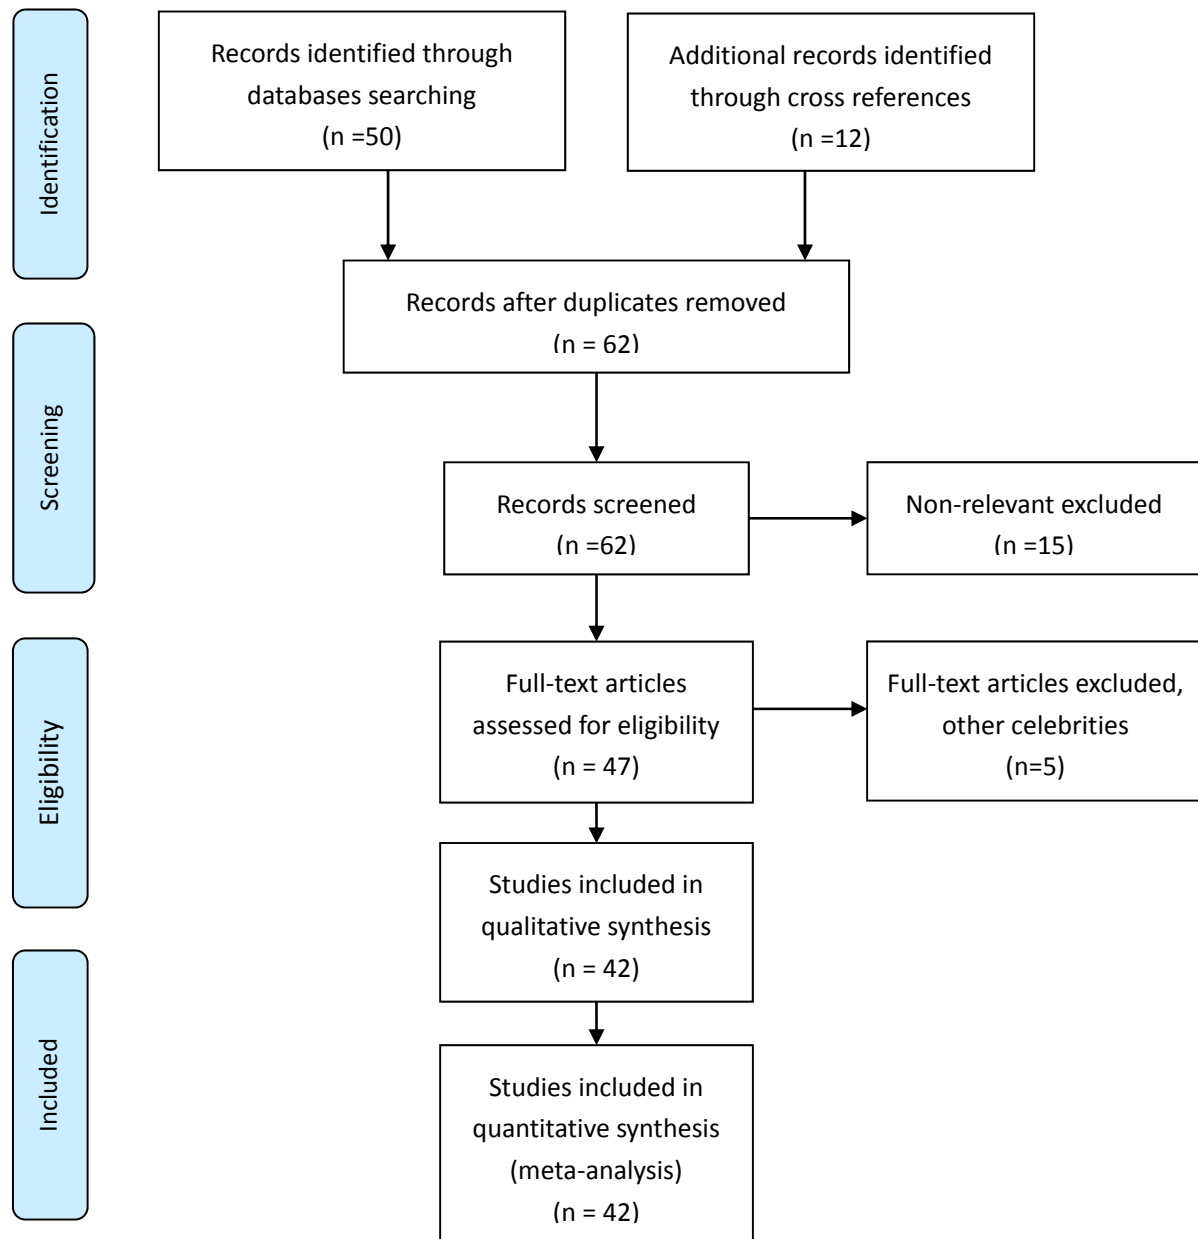 Identification
Records identified through
databases searching
(n =50)
Additional records identified
through cross references
(n =12)
Records after duplicates removed
(n = 62)
Screening
Records screened
(n =62)
Non-relevant excluded
(n =15)
Eligibility
Full-text articles
assessed for eligibility
(n = 47)
Full-text articles excluded,
other celebrities
(n=5)
Studies included in
qualitative synthesis
(n = 42)
Included
Studies included in
quantitative synthesis
(meta-analysis)
(n = 42)